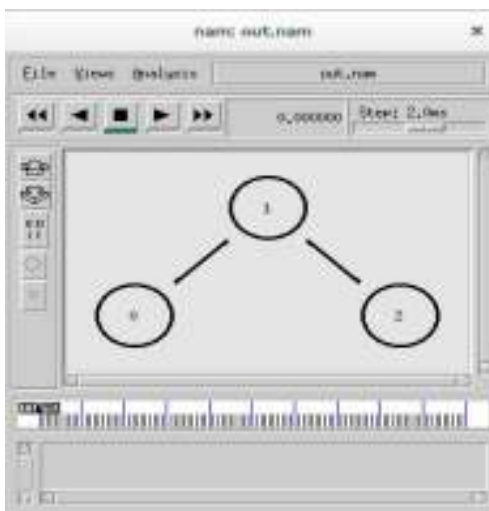 nam: out.nam
File Views Analysis out.nam
0.000000 Step: 2.0ms
1
0 2